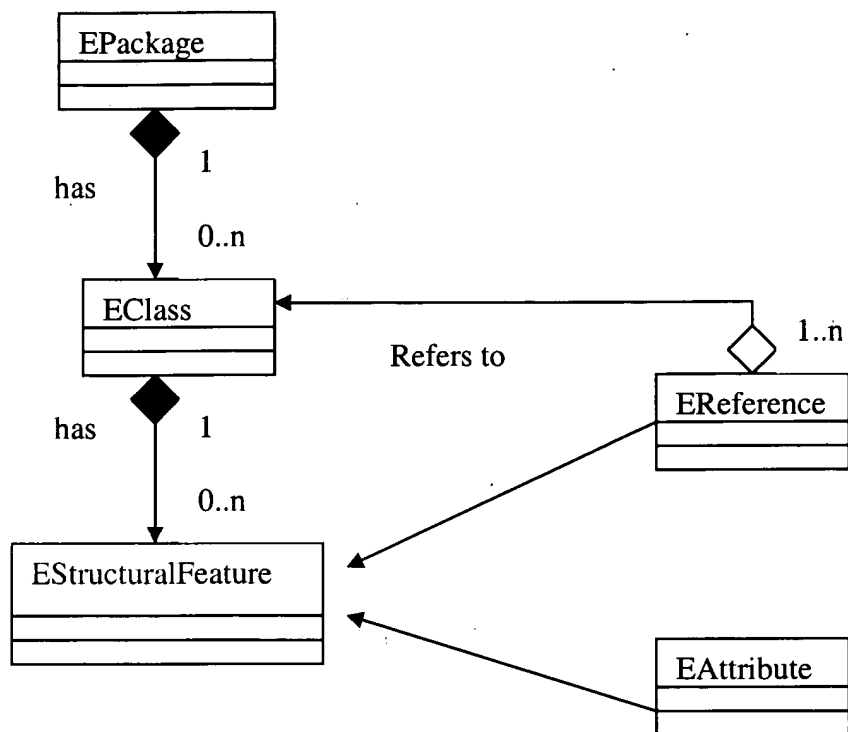 EPackage
1
has
0..n
EClass
1..n
Refers to
EReference
has
1
0..n
EStructuralFeature
EAttribute